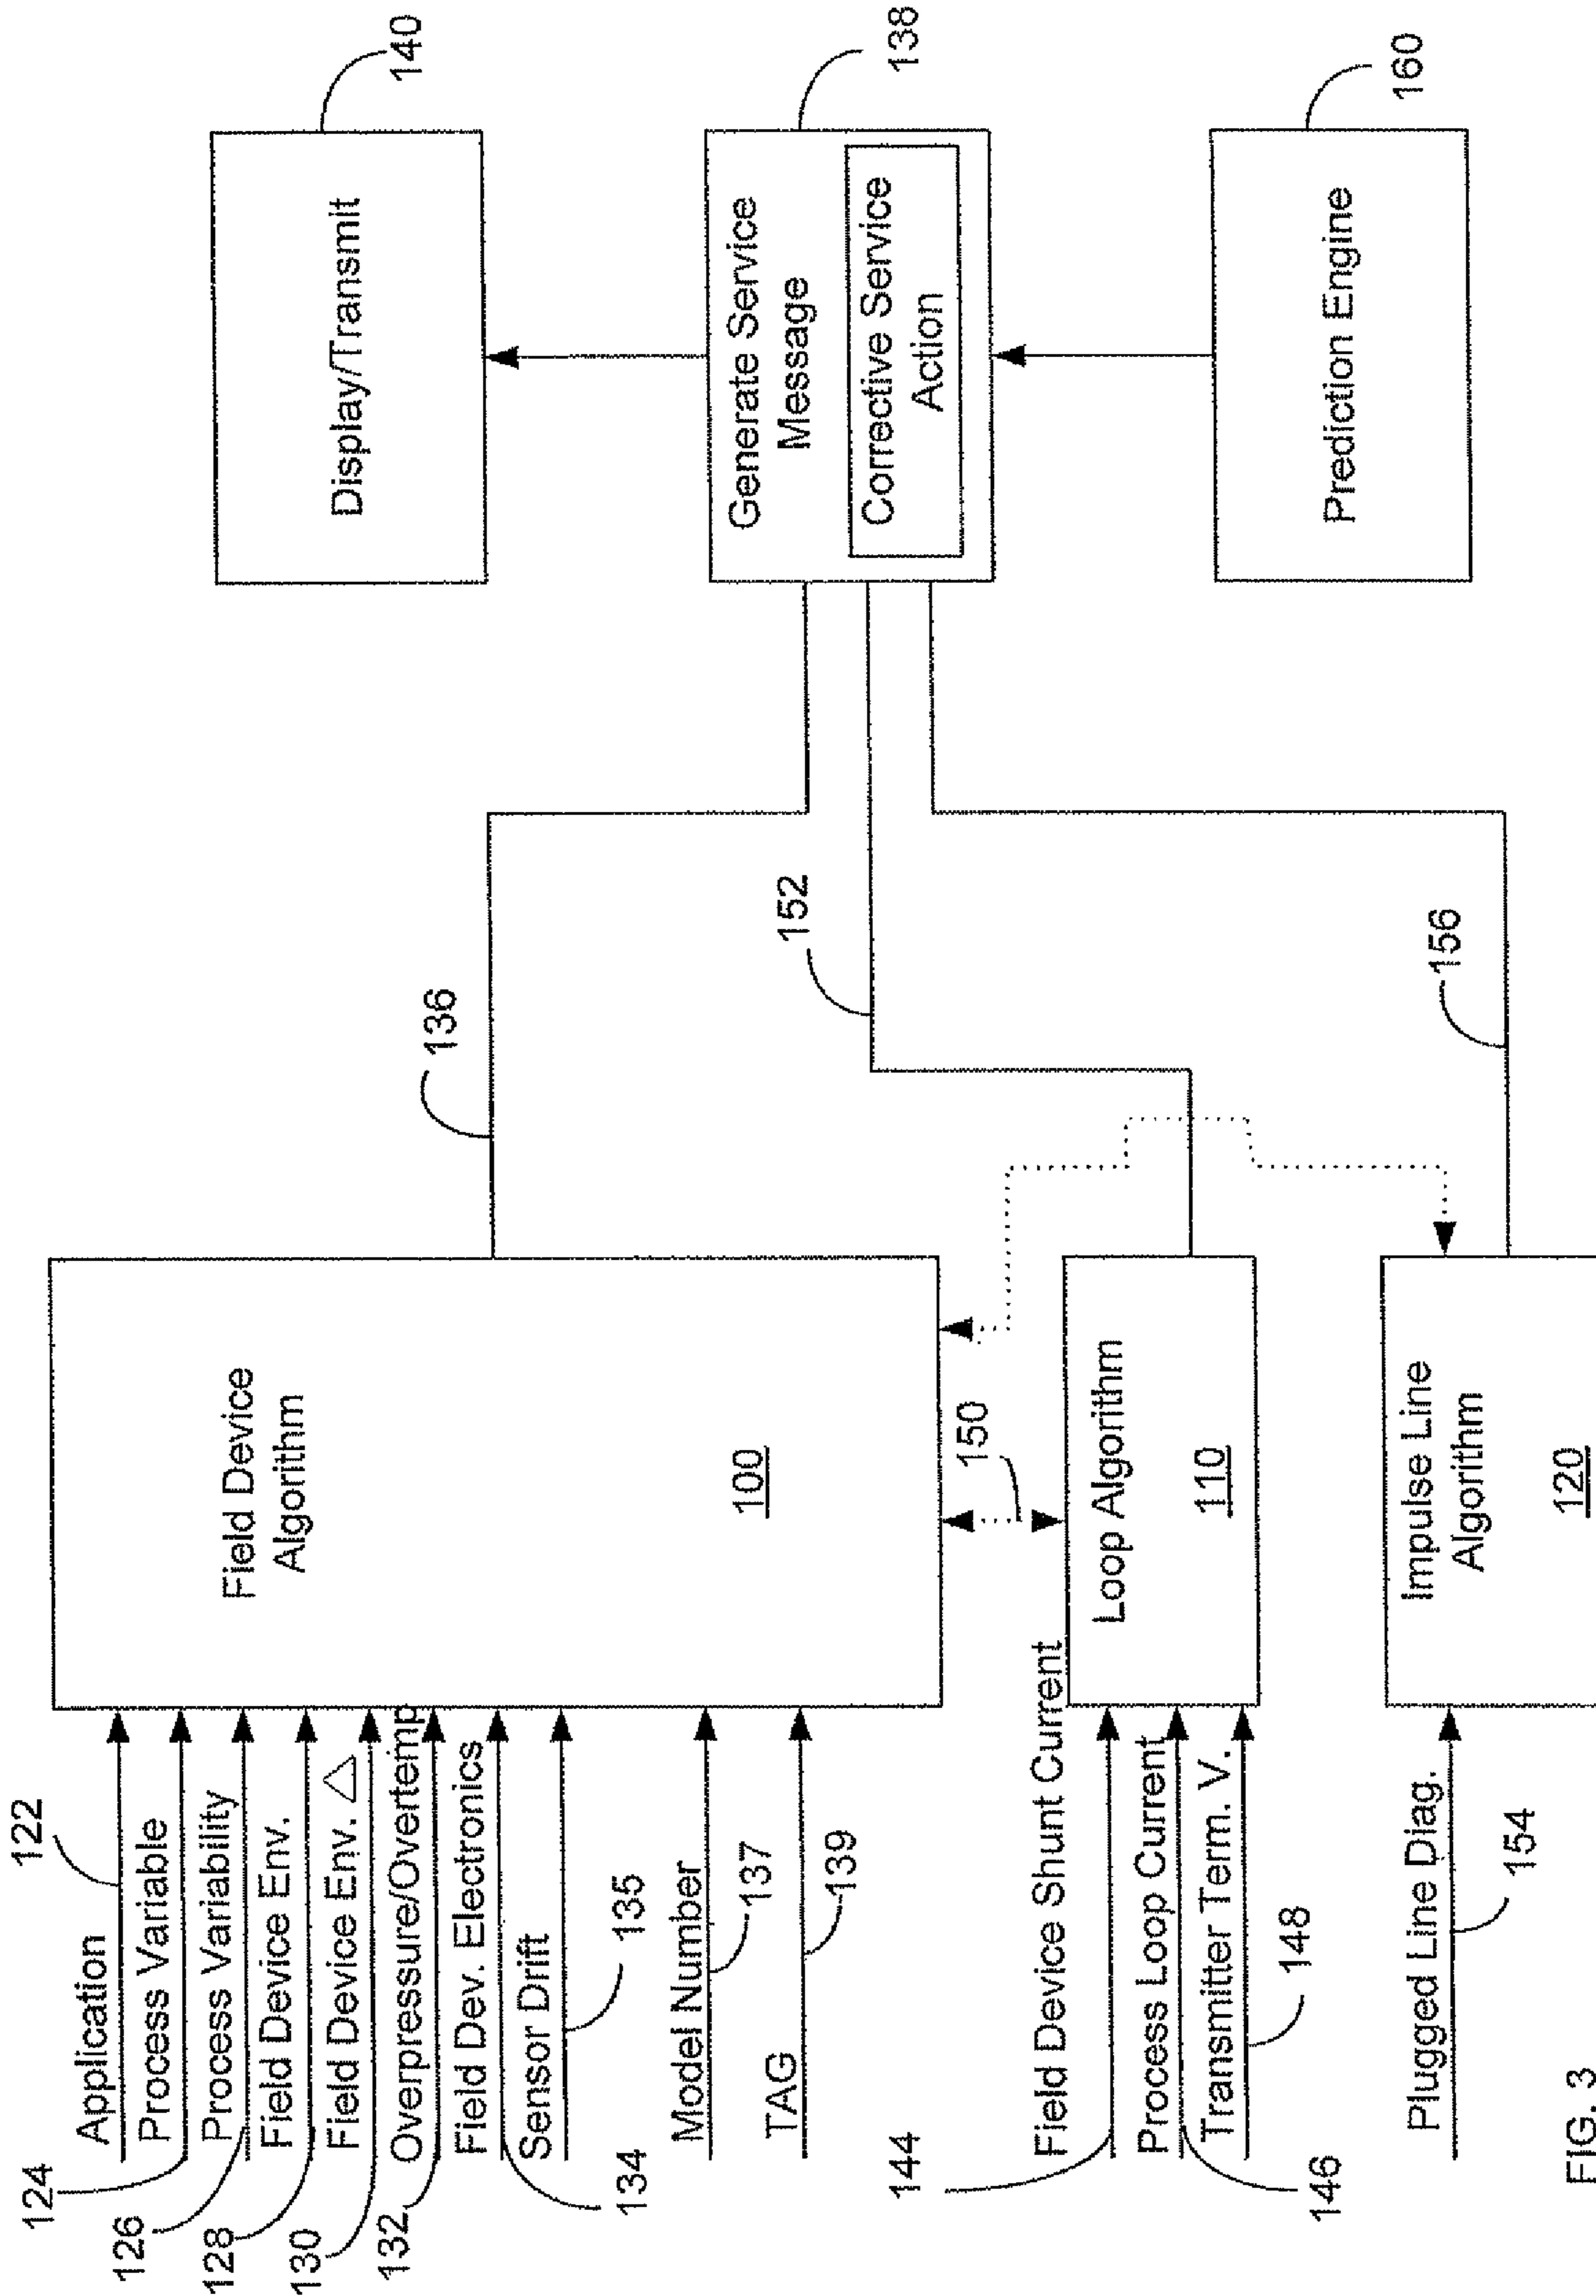 122
Application
124
Process Variable
126
Process Variability
128
Field Device Env.
130
Field Device Env. △
132
Overpressure/Overtemp
Field Dev. Electronics
134
Sensor Drift
135
Model Number
137
TAG
139
Field Device
Algorithm
100
150
144
Field Device Shunt Current
Process Loop Current
146
Transmitter Term. V.
148
Loop Algorithm
110
Plugged Line Diag.
154
Impulse Line
Algorithm
120
136
152
156
Display/Transmit
140
Generate Service
Message
Corrective Service
Action
138
Prediction Engine
160
FIG. 3